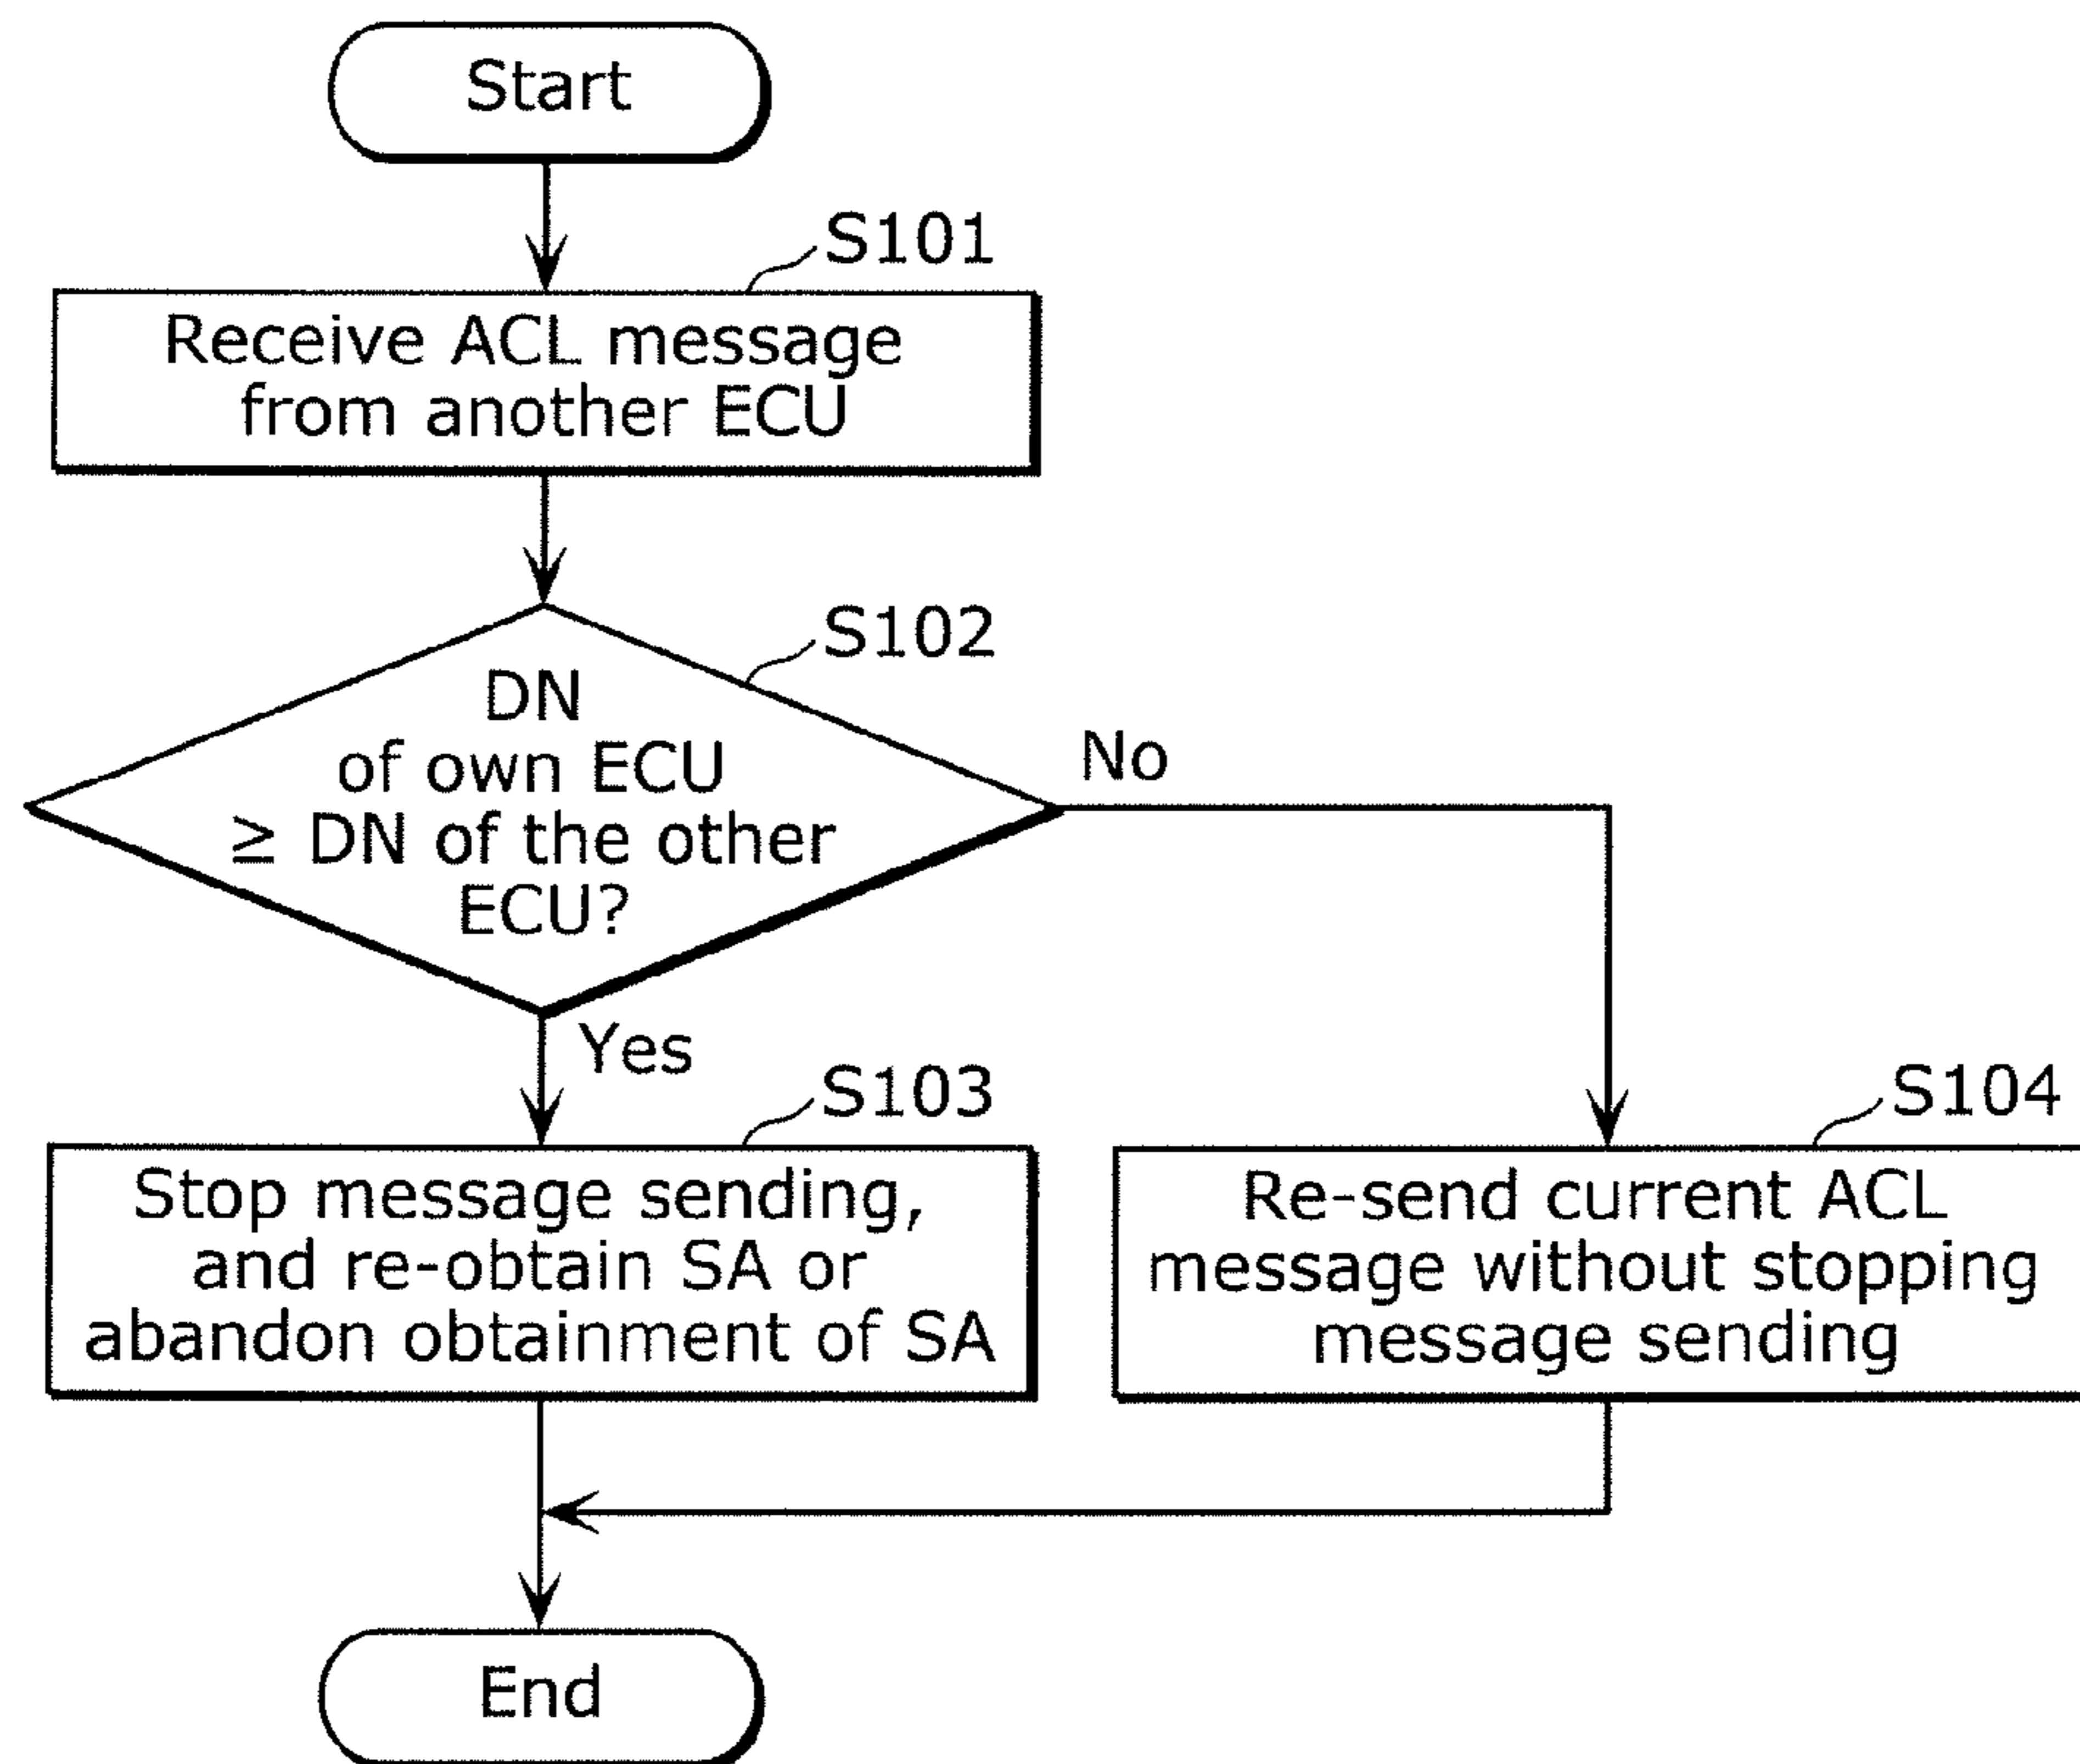 Start
S101
Receive ACL message
from another ECU
S102
DN
of own ECU
≥ DN of the other
ECU?
No
Yes
S103
Stop message sending,
and re-obtain SA or
abandon obtainment of SA
S104
Re-send current ACL
message without stopping
message sending
End